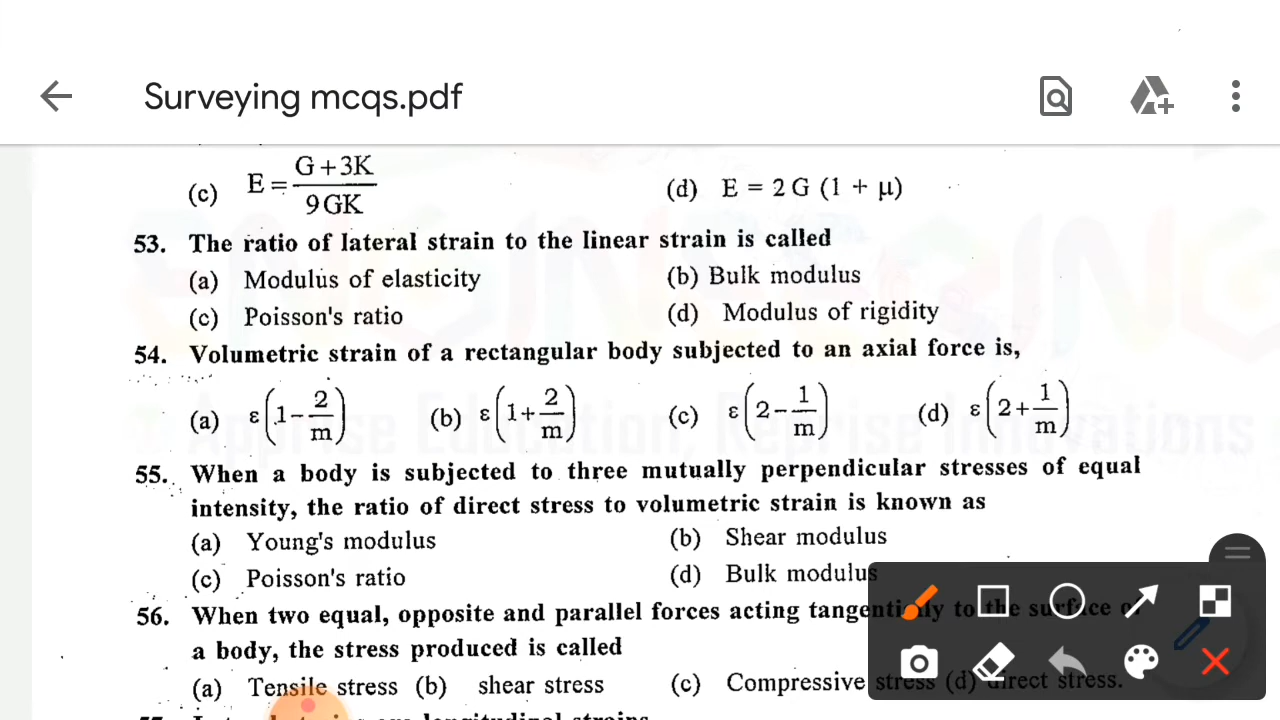 Surveying mcqs.pdf
(c) E = G + 3K / 9 GK (d) E = 2 G (1 + μ)
53. The ratio of lateral strain to the linear strain is called
(a) Modulus of elasticity (b) Bulk modulus
(c) Poisson's ratio (d) Modulus of rigidity
54. Volumetric strain of a rectangular body subjected to an axial force is,
(a) ε(1 − 2/m) (b) ε(1 + 2/m) (c) ε(2 − 1/m) (d) ε(2 + 1/m)
55. When a body is subjected to three mutually perpendicular stresses of equal
intensity, the ratio of direct stress to volumetric strain is known as
(a) Young's modulus (b) Shear modulus
(c) Poisson's ratio (d) Bulk modulus
56. When two equal, opposite and parallel forces acting tangentially to the surface of
a body, the stress produced is called
(a) Tensile stress (b) shear stress (c) Compressive stress (d) direct stress.